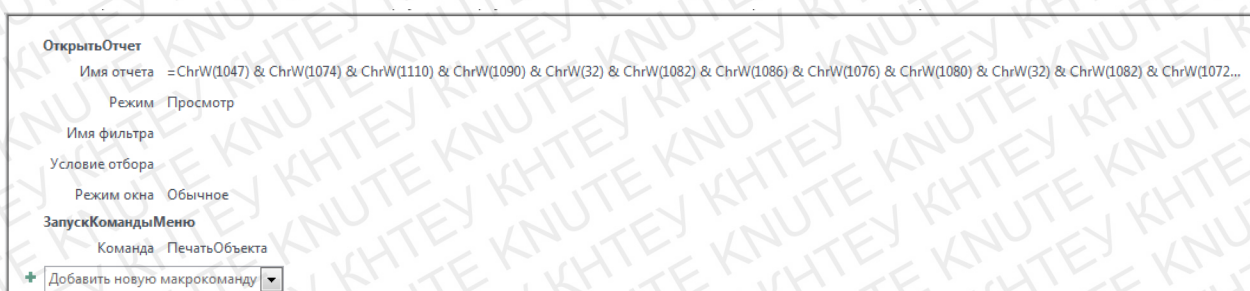 ОткрытьОтчет
Имя отчета =ChrW(1047) & ChrW(1074) & ChrW(1110) & ChrW(1090) & ChrW(32) & ChrW(1082) & ChrW(1086) & ChrW(1076) & ChrW(1080) & ChrW(32) & ChrW(1082) & ChrW(1072...
Режим Просмотр
Имя фильтра
Условие отбора
Режим окна Обычное
ЗапускКомандыМеню
Команда ПечатьОбъекта
Добавить новую макрокоманду